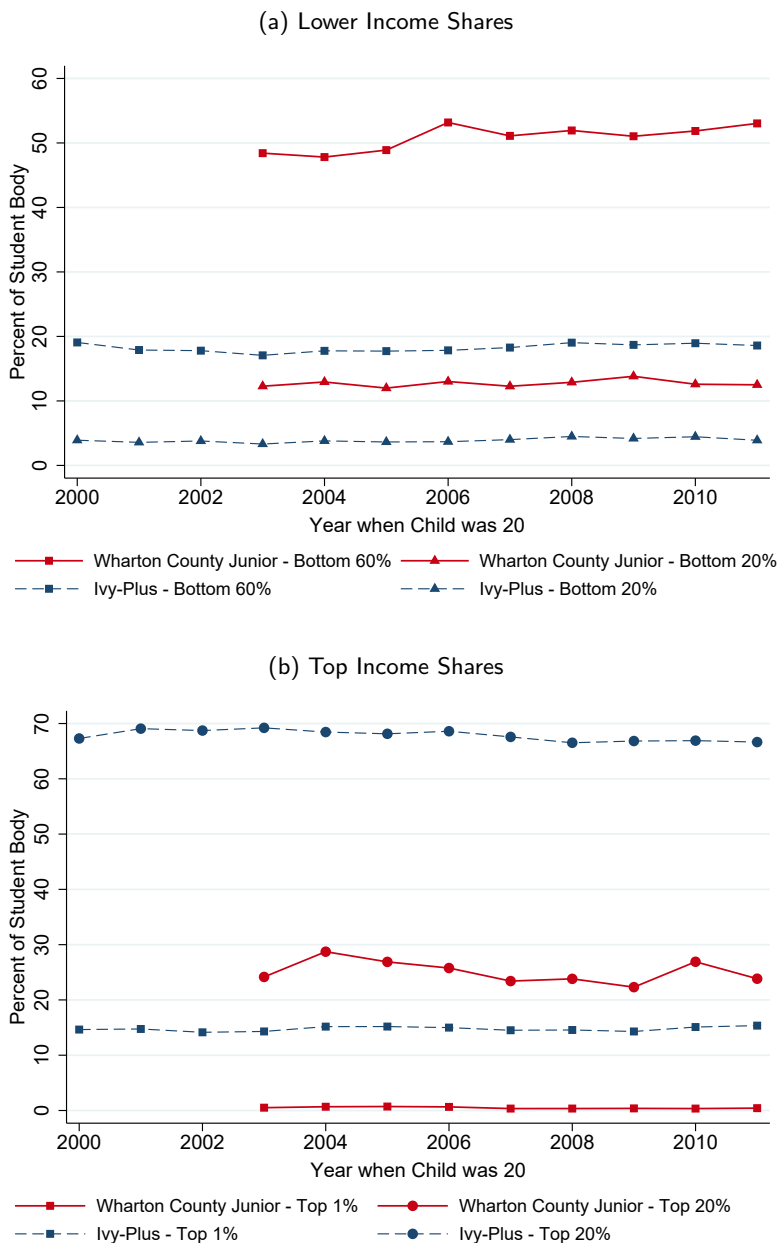 (a) Lower Income Shares
Percent of Student Body
60
50
40
30
20
10
0
2000 2002 2004 2006 2008 2010
Year when Child was 20
Wharton County Junior - Bottom 60% Wharton County Junior - Bottom 20%
Ivy-Plus - Bottom 60% Ivy-Plus - Bottom 20%
(b) Top Income Shares
Percent of Student Body
70
60
50
40
30
20
10
0
2000 2002 2004 2006 2008 2010
Year when Child was 20
Wharton County Junior - Top 1% Wharton County Junior - Top 20%
Ivy-Plus - Top 1% Ivy-Plus - Top 20%